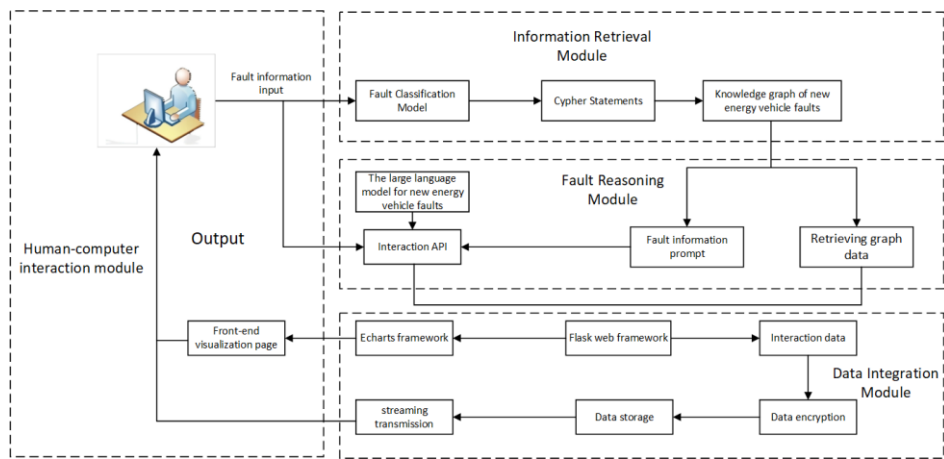 Information Retrieval
Module
Fault information
input
Fault Classification
Model
Cypher Statements
Knowledge graph of new
energy vehicle faults
The large language
model for new energy
vehicle faults
Fault Reasoning
Module
Output
Human-computer
interaction module
Interaction API
Fault information
prompt
Retrieving graph
data
Front-end
visualization page
Echarts framework
Flask web framework
Interaction data
Data Integration
Module
streaming
transmission
Data storage
Data encryption